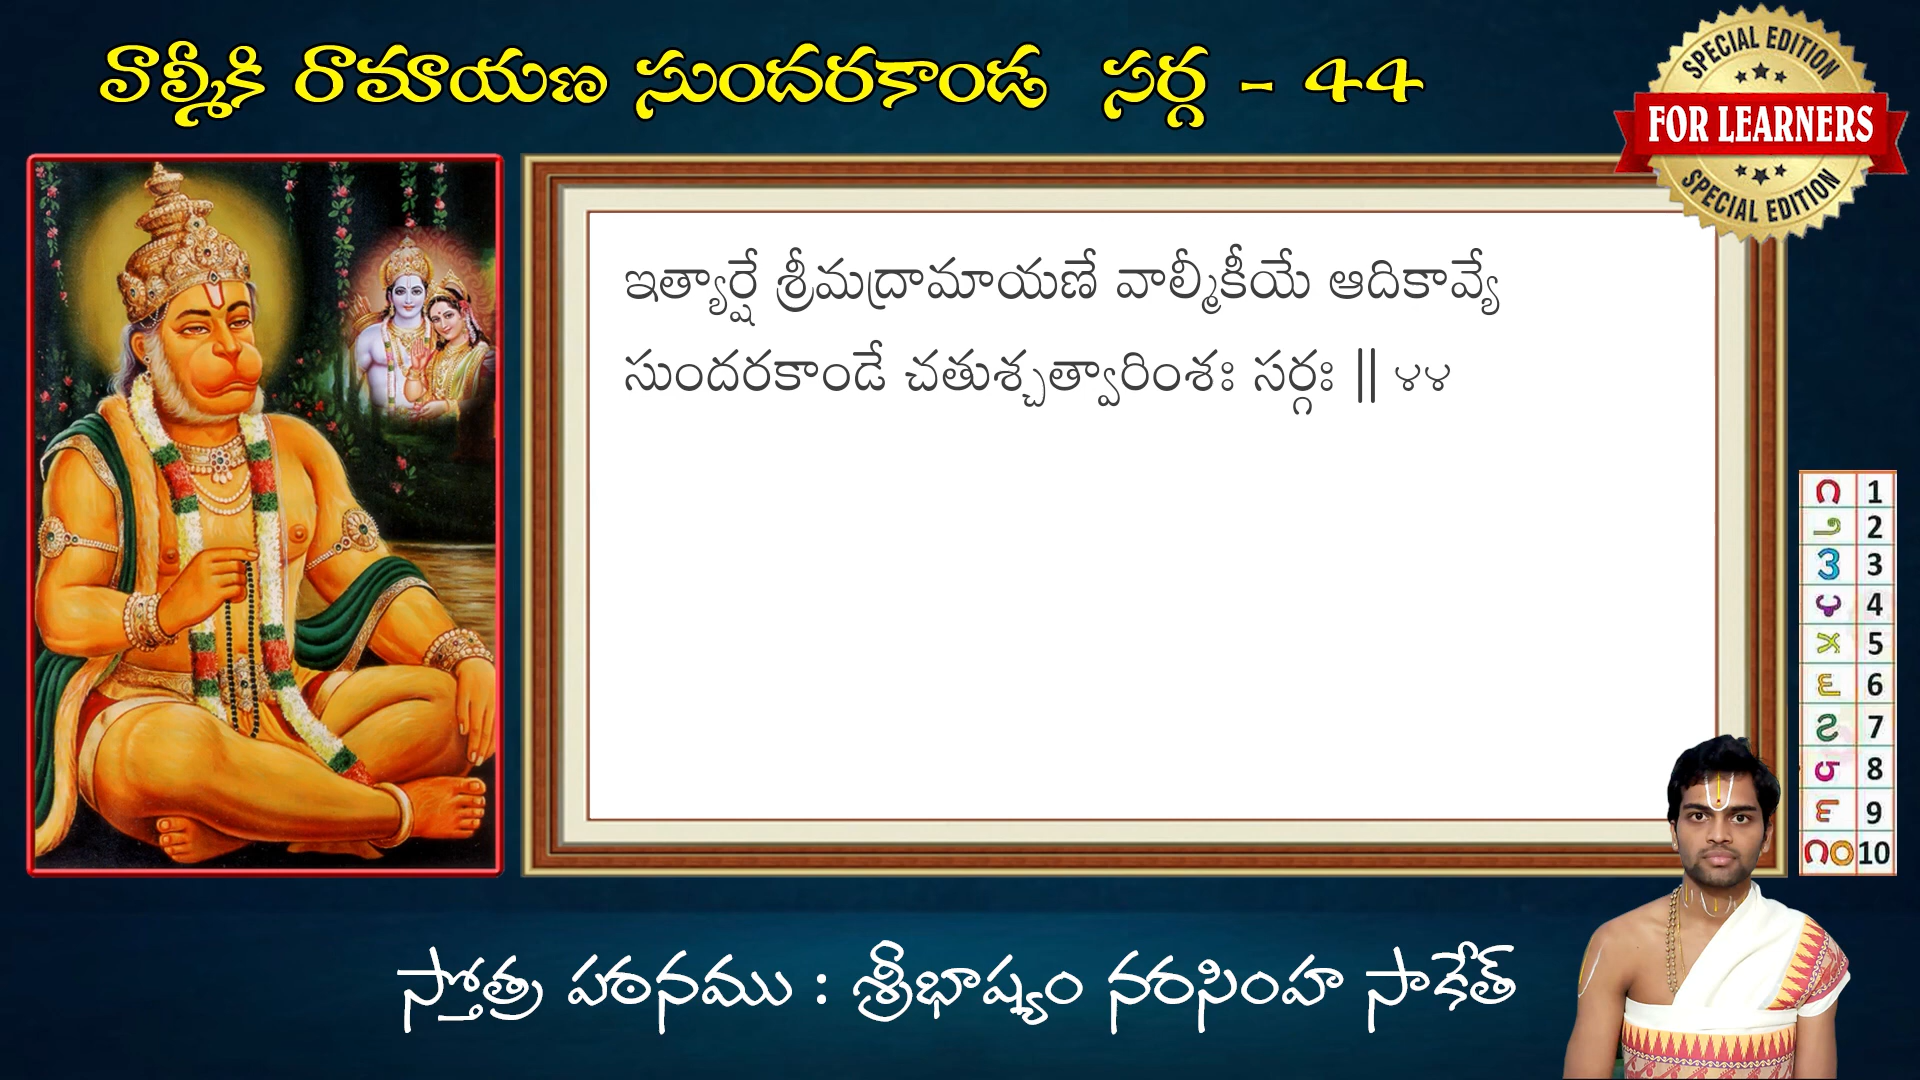 వాల్మీకి రామాయణ సుందరకాండ సర్గ - 44
SPECIAL EDITION
FOR LEARNERS
SPECIAL EDITION
ఇత్యార్షే శ్రీమద్రామాయణే వాల్మీకీయే ఆదికావ్యే
సుందరకాండే చతుశ్చత్వారింశః సర్గః || ౪౪
౧ 1
౨ 2
౩ 3
౪ 4
౫ 5
౬ 6
౭ 7
౮ 8
౯ 9
౧౦ 10
స్తోత్ర పఠనము : శ్రీభాష్యం నరసింహ సాకేత్